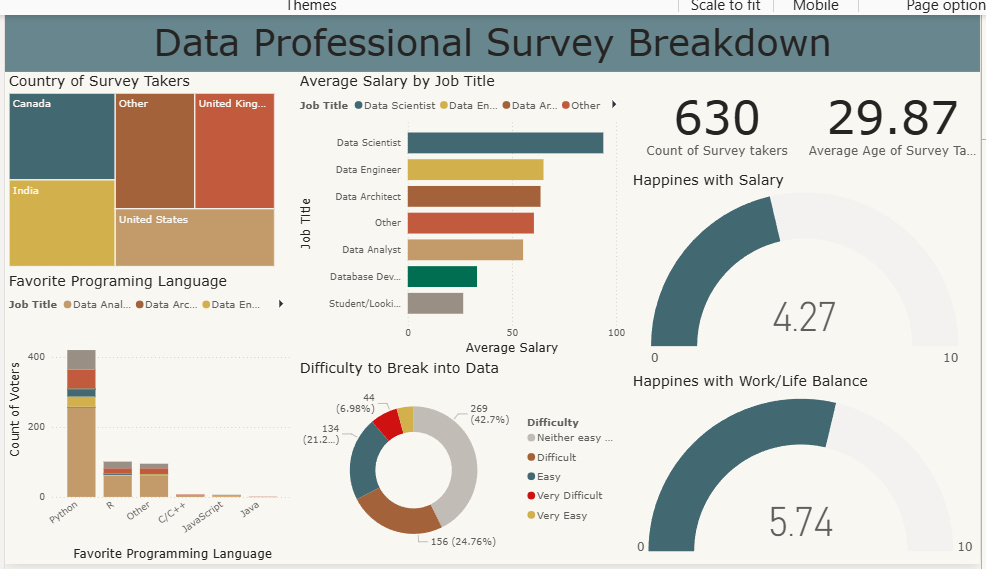 Themes
Scale to fit
Mobile
Page option
Data Professional Survey Breakdown
Country of Survey Takers
Canada
Other
United King...
India
United States
Average Salary by Job Title
Job Title
Data Scientist
Data En...
Data Ar...
Other
Job Title
Data Scientist
Data Engineer
Data Architect
Other
Data Analyst
Database Dev...
Student/Looki...
0
50
100
Average Salary
630
Count of Survey takers
29.87
Average Age of Survey Ta...
Happines with Salary
4.27
0
10
Favorite Programing Language
Job Title
Data Anal...
Data Arc...
Data En...
Count of Voters
400
200
0
Python
R
Other
C/C++
JavaScript
Java
Favorite Programming Language
Difficulty to Break into Data
44
(6.98%)
269
(42.7%)
134
(21.2...)
156 (24.76%)
Difficulty
Neither easy ...
Difficult
Easy
Very Difficult
Very Easy
Happines with Work/Life Balance
5.74
0
10